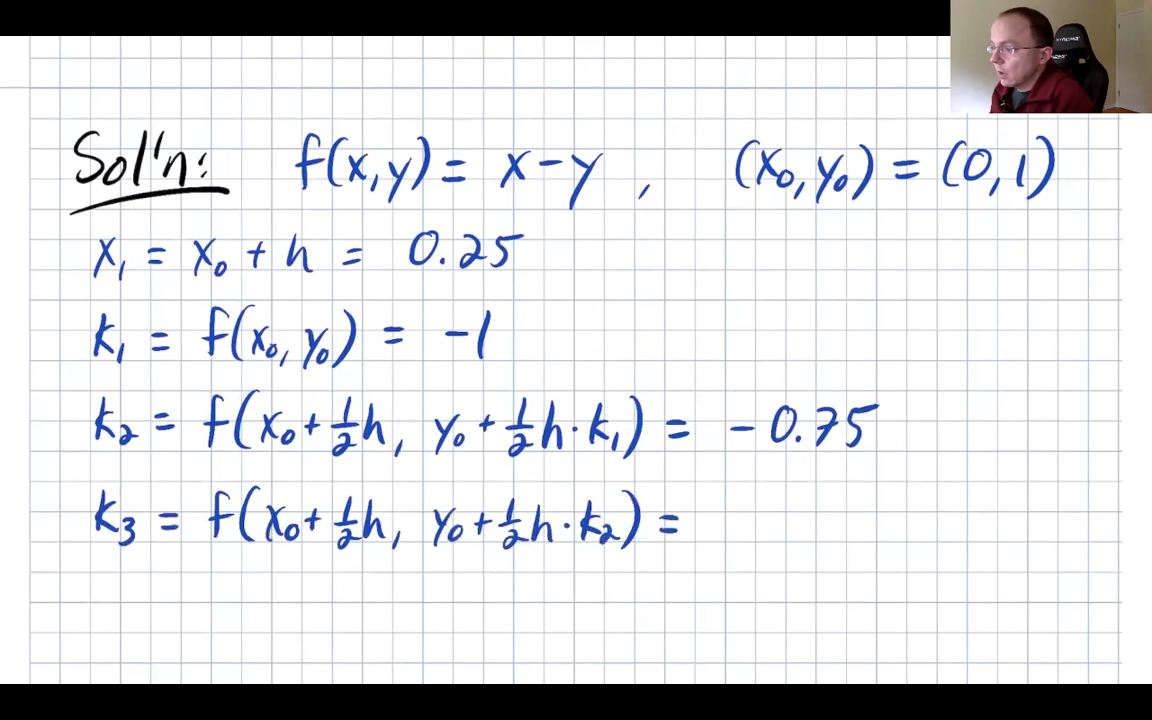 Sol'n: f(x,y) = x-y , (x₀,y₀) = (0,1)
x₁ = x₀ + h = 0.25
k₁ = f(x₀,y₀) = -1
k₂ = f(x₀+½h, y₀+½h·k₁) = -0.75
k₃ = f(x₀+½h, y₀+½h·k₂) =